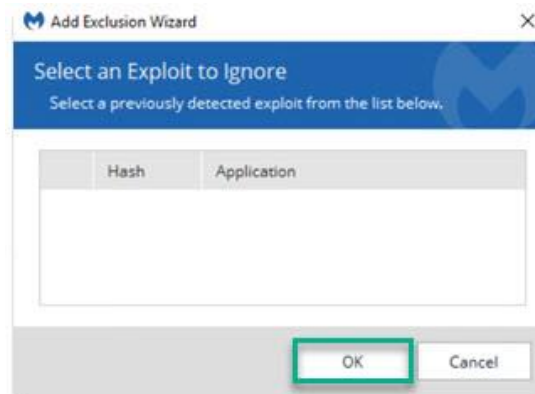 Add Exclusion Wizard
Select an Exploit to Ignore
Select a previously detected exploit from the list below.
Hash Application
OK Cancel